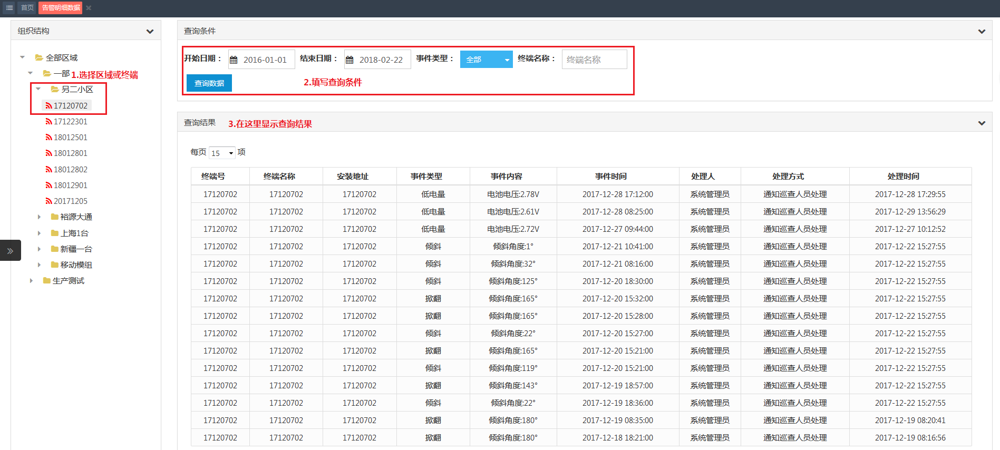 首页 告警明细数据
组织结构
全部区域
一部 1.选择区域或终端
另二小区
17120702
17122301
18012501
18012801
18012802
18012901
20171205
裕源大通
上海1台
新疆一台
移动模组
生产测试
查询条件
开始日期： 2016-01-01 结束日期： 2018-02-22 事件类型： 全部 终端名称： 终端名称
查询数据 2.填写查询条件
查询结果 3.在这里显示查询结果
每页 15 项
终端号 终端名称 安装地址 事件类型 事件内容 事件时间 处理人 处理方式 处理时间
17120702 17120702 17120702 低电量 电池电压:2.78V 2017-12-28 17:12:00 系统管理员 通知巡查人员处理 2017-12-28 17:29:55
17120702 17120702 17120702 低电量 电池电压:2.61V 2017-12-28 08:25:00 系统管理员 通知巡查人员处理 2017-12-29 13:56:29
17120702 17120702 17120702 低电量 电池电压:2.72V 2017-12-27 09:44:00 系统管理员 通知巡查人员处理 2017-12-27 10:12:52
17120702 17120702 17120702 倾斜 倾斜角度:1° 2017-12-21 10:41:00 系统管理员 通知巡查人员处理 2017-12-22 15:27:55
17120702 17120702 17120702 倾斜 倾斜角度:32° 2017-12-21 08:16:00 系统管理员 通知巡查人员处理 2017-12-22 15:27:55
17120702 17120702 17120702 倾斜 倾斜角度:125° 2017-12-20 18:30:00 系统管理员 通知巡查人员处理 2017-12-22 15:27:55
17120702 17120702 17120702 掀翻 倾斜角度:165° 2017-12-20 15:32:00 系统管理员 通知巡查人员处理 2017-12-22 15:27:55
17120702 17120702 17120702 掀翻 倾斜角度:165° 2017-12-20 15:28:00 系统管理员 通知巡查人员处理 2017-12-22 15:27:55
17120702 17120702 17120702 倾斜 倾斜角度:22° 2017-12-20 15:27:00 系统管理员 通知巡查人员处理 2017-12-22 15:27:55
17120702 17120702 17120702 掀翻 倾斜角度:165° 2017-12-20 15:21:00 系统管理员 通知巡查人员处理 2017-12-22 15:27:55
17120702 17120702 17120702 倾斜 倾斜角度:119° 2017-12-20 15:21:00 系统管理员 通知巡查人员处理 2017-12-22 15:27:55
17120702 17120702 17120702 掀翻 倾斜角度:143° 2017-12-19 18:57:00 系统管理员 通知巡查人员处理 2017-12-22 15:27:55
17120702 17120702 17120702 倾斜 倾斜角度:22° 2017-12-19 18:36:00 系统管理员 通知巡查人员处理 2017-12-22 15:27:55
17120702 17120702 17120702 掀翻 倾斜角度:180° 2017-12-19 08:35:00 系统管理员 通知巡查人员处理 2017-12-19 08:20:41
17120702 17120702 17120702 掀翻 倾斜角度:180° 2017-12-18 18:21:00 系统管理员 通知巡查人员处理 2017-12-19 08:16:56